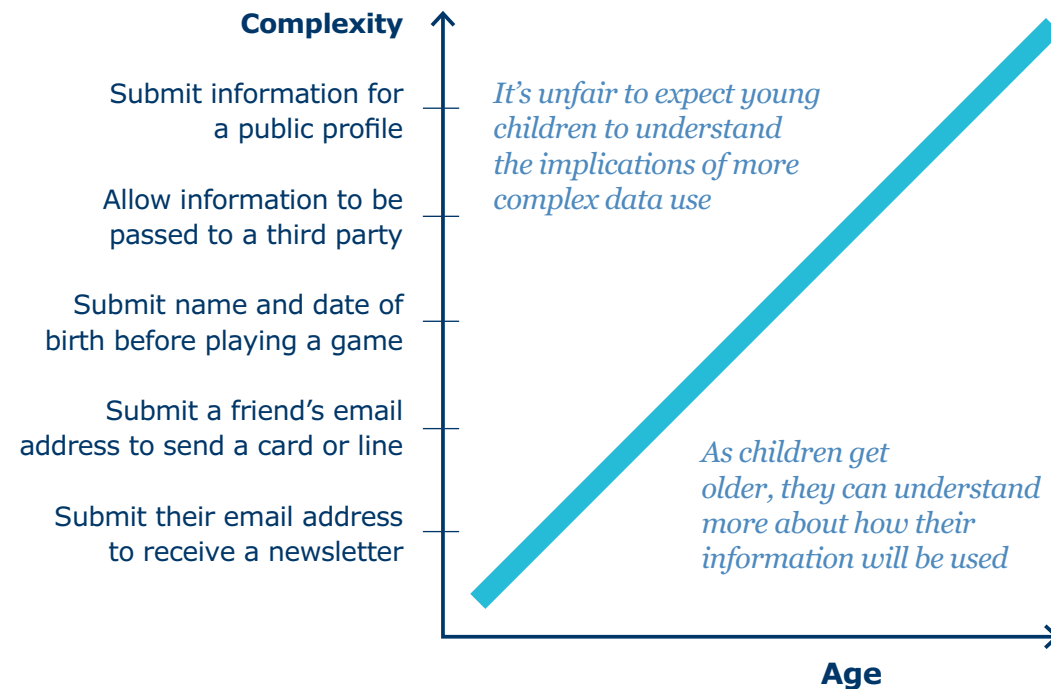 Complexity
Submit information for
a public profile
Allow information to be
passed to a third party
Submit name and date of
birth before playing a game
Submit a friend’s email
address to send a card or line
Submit their email address
to receive a newsletter
It’s unfair to expect young
children to understand
the implications of more
complex data use
As children get
older, they can understand
more about how their
information will be used
Age